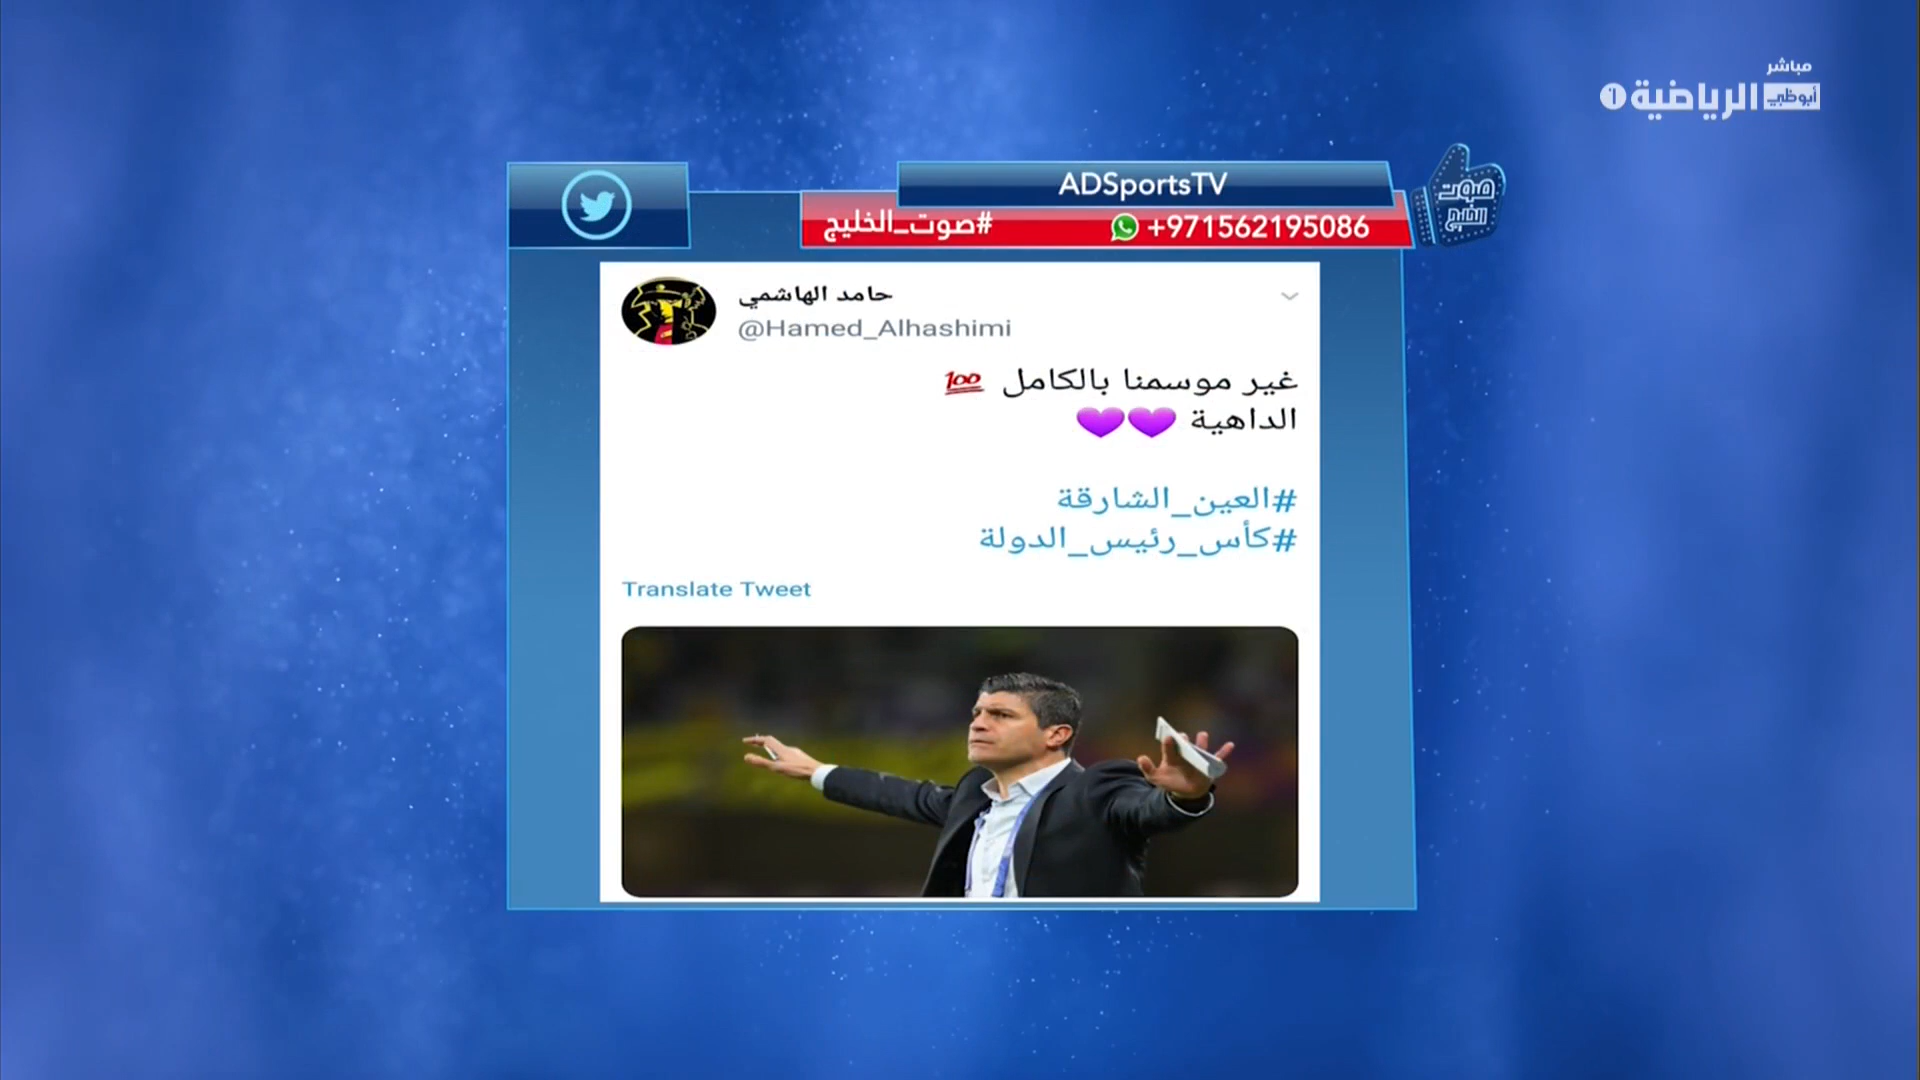 مباشر
أبوظبي الرياضية 1
ADSportsTV
#صوت_الخليج +971562195086
صوت
الخليج
حامد الهاشمي
@Hamed_Alhashimi
غير موسمنا بالكامل 💯
الداهية 💜💜
#العين_الشارقة
#كأس_رئيس_الدولة
Translate Tweet